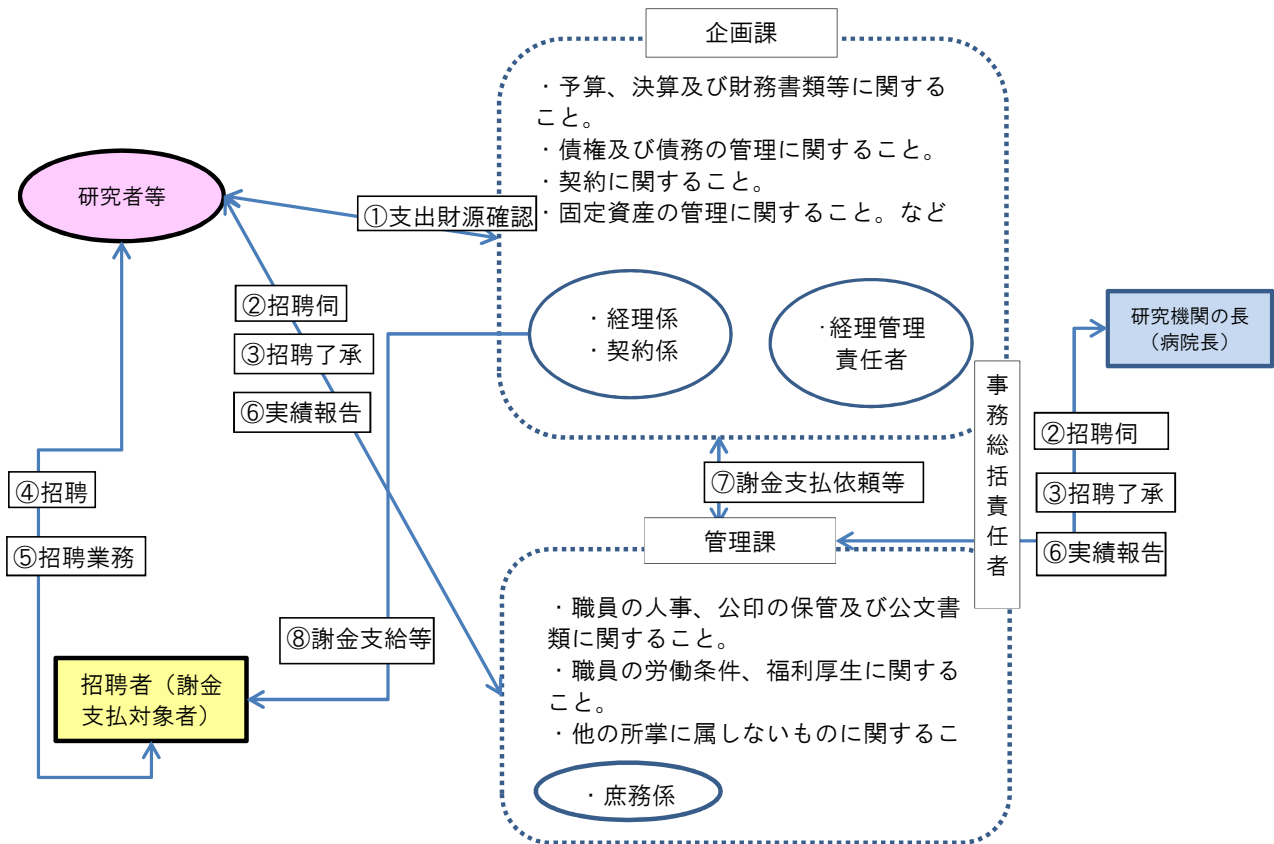 企画課
・予算、決算及び財務書類等に関する
こと。
・債権及び債務の管理に関すること。
・契約に関すること。
・固定資産の管理に関すること。など
研究者等
①支出財源確認
②招聘伺
③招聘了承
⑥実績報告
・経理係
・契約係
・経理管理
責任者
事務総括責任者
研究機関の長
（病院長）
②招聘伺
③招聘了承
⑥実績報告
④招聘
⑤招聘業務
⑦謝金支払依頼等
管理課
・職員の人事、公印の保管及び公文書
類に関すること。
・職員の労働条件、福利厚生に関する
こと。
・他の所掌に属しないものに関するこ
・庶務係
⑧謝金支給等
招聘者（謝金
支払対象者）